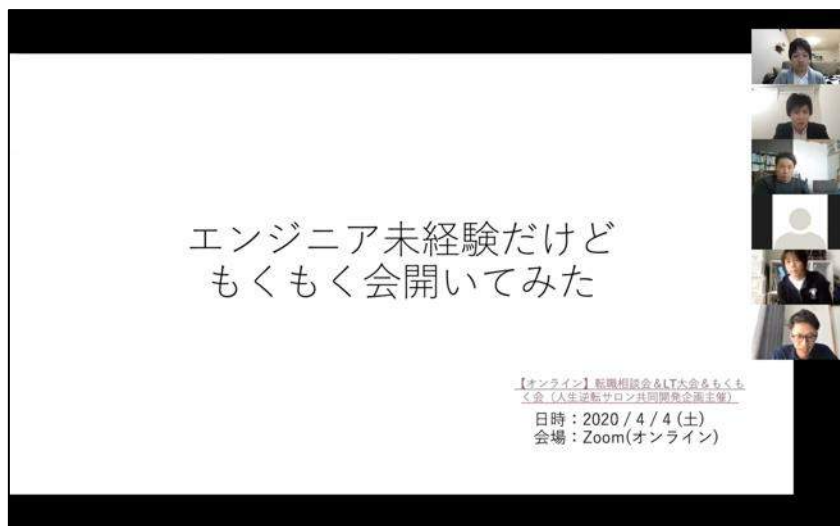 エンジニア未経験だけど
もくもく会開いてみた
【オンライン】転職相談会＆LT大会＆もくも
く会（人生逆転サロン共同開発企画主催）
日時：2020 / 4 / 4 (土)
会場：Zoom(オンライン)